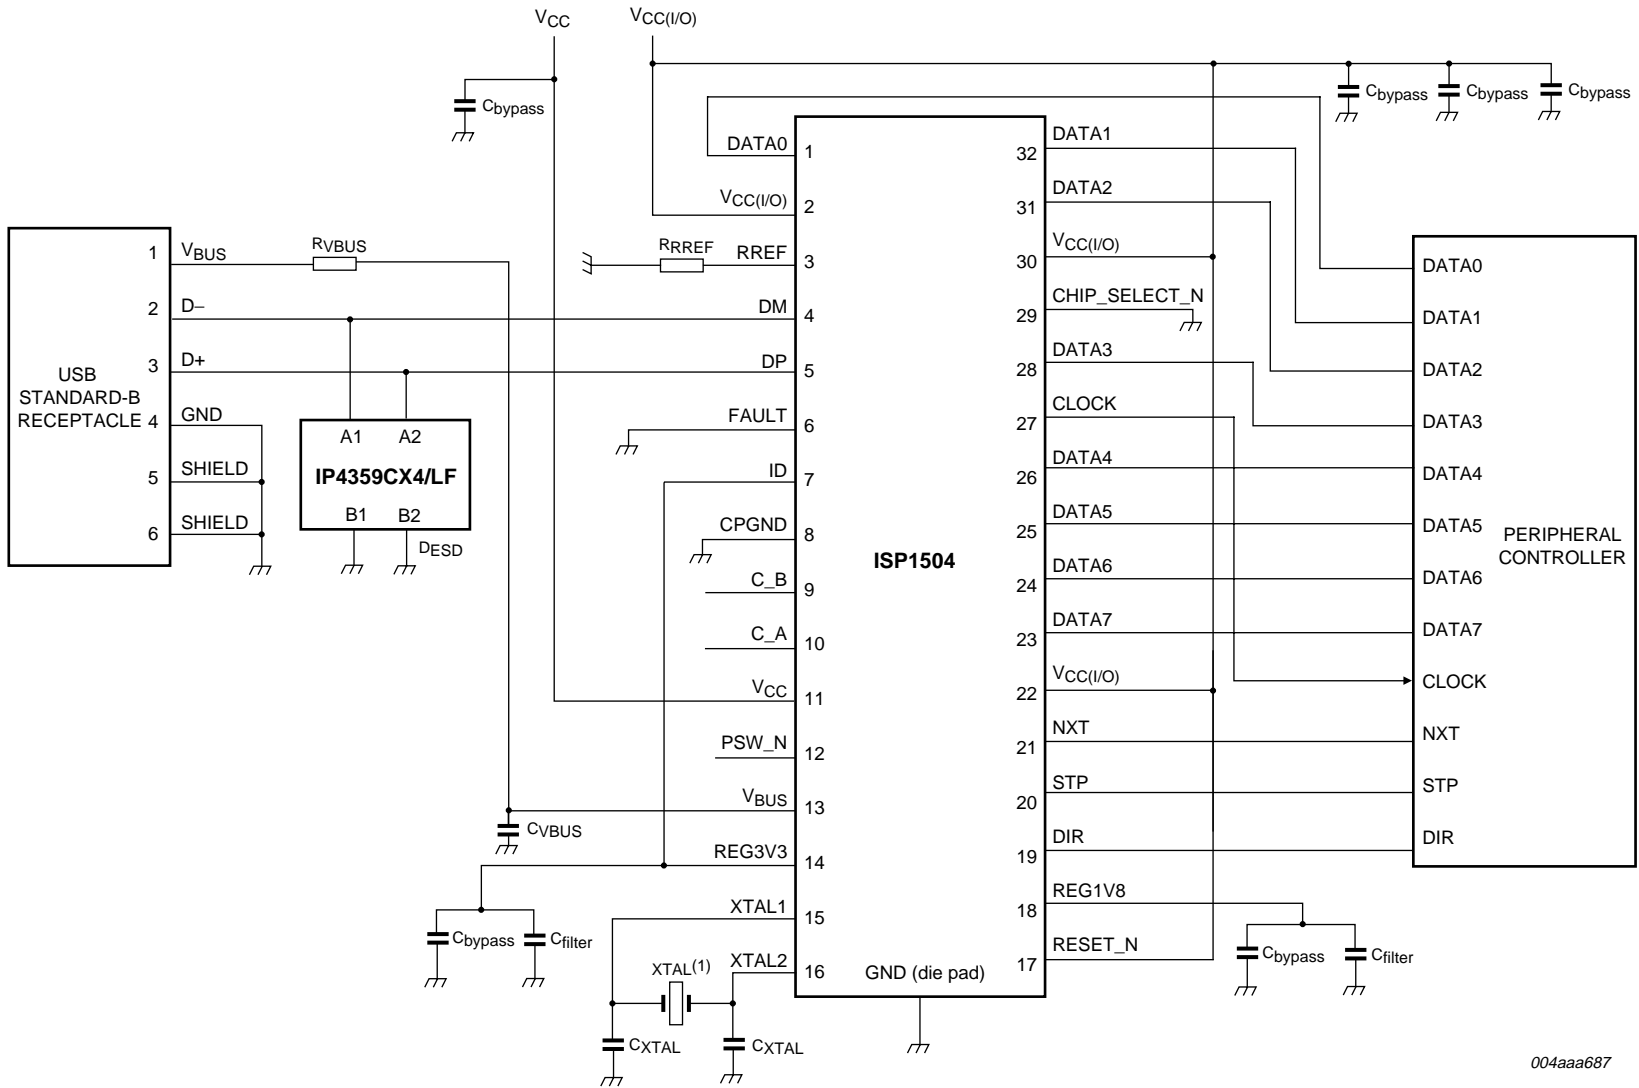 VCC
VCC(I/O)
Cbypass
Cbypass
Cbypass
Cbypass
USB
STANDARD-B
RECEPTACLE
1
VBUS
2
D–
3
D+
4
GND
5
SHIELD
6
SHIELD
RVBUS
RRREF
A1
A2
IP4359CX4/LF
B1
B2
DESD
CVBUS
Cbypass
Cfilter
XTAL(1)
CXTAL
CXTAL
DATA0
1
VCC(I/O)
2
RREF
3
DM
4
DP
5
FAULT
6
ID
7
CPGND
8
C_B
9
C_A
10
VCC
11
PSW_N
12
VBUS
13
REG3V3
14
XTAL1
15
XTAL2
16
ISP1504
GND (die pad)
32
DATA1
31
DATA2
30
VCC(I/O)
29
CHIP_SELECT_N
28
DATA3
27
CLOCK
26
DATA4
25
DATA5
24
DATA6
23
DATA7
22
VCC(I/O)
21
NXT
20
STP
19
DIR
18
REG1V8
17
RESET_N
Cbypass
Cfilter
DATA0
DATA1
DATA2
DATA3
DATA4
DATA5
DATA6
DATA7
CLOCK
NXT
STP
DIR
PERIPHERAL
CONTROLLER
004aaa687